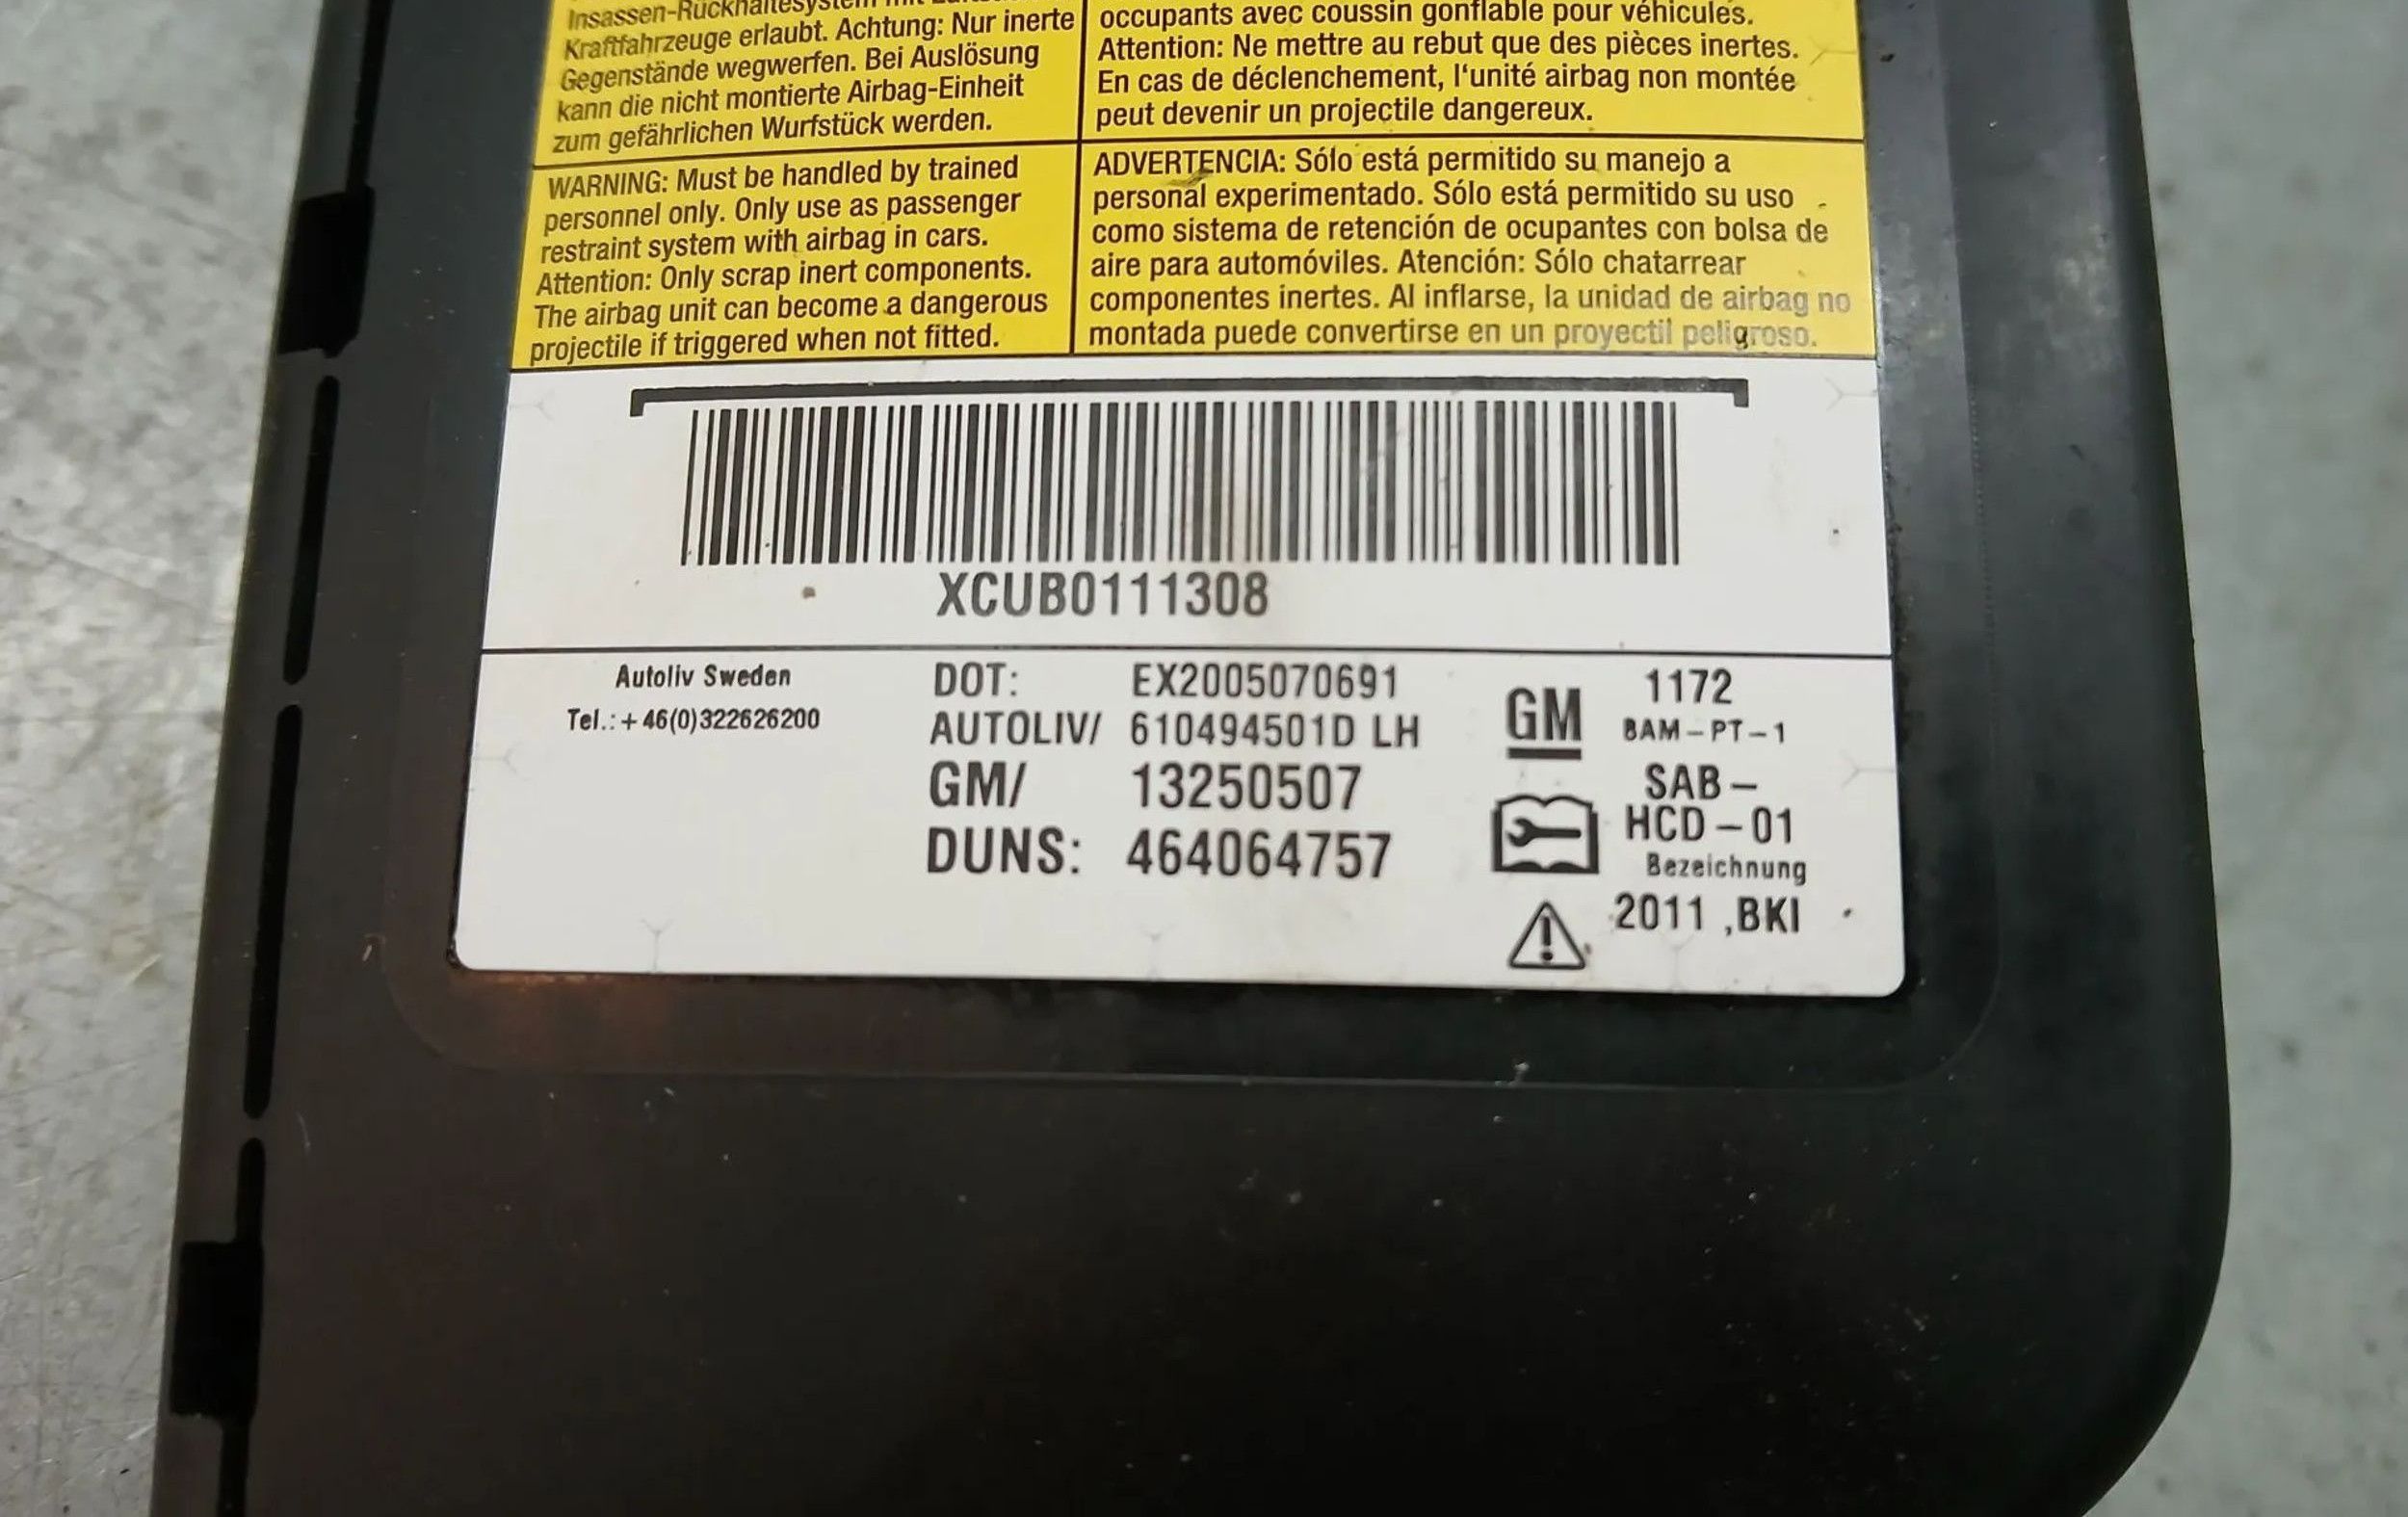 Insassen-Rückhaltesystem mit
Kraftfahrzeuge erlaubt. Achtung: Nur inerte
Gegenstände wegwerfen. Bei Auslösung
kann die nicht montierte Airbag-Einheit
zum gefährlichen Wurfstück werden.
occupants avec coussin gonflable pour véhicules.
Attention: Ne mettre au rebut que des pièces inertes.
En cas de déclenchement, l'unité airbag non montée
peut devenir un projectile dangereux.
WARNING: Must be handled by trained
personnel only. Only use as passenger
restraint system with airbag in cars.
Attention: Only scrap inert components.
The airbag unit can become a dangerous
projectile if triggered when not fitted.
ADVERTENCIA: Sólo está permitido su manejo a
personal experimentado. Sólo está permitido su uso
como sistema de retención de ocupantes con bolsa de
aire para automóviles. Atención: Sólo chatarrear
componentes inertes. Al inflarse, la unidad de airbag no
montada puede convertirse en un proyectil peligroso.
XCUB0111308
Autoliv Sweden
Tel.: +46(0)322626200
DOT: EX2005070691
AUTOLIV/ 610494501D LH
GM/ 13250507
DUNS: 464064757
GM
1172
BAM-PT-1
SAB-
HCD-01
Bezeichnung
2011 ,BKI